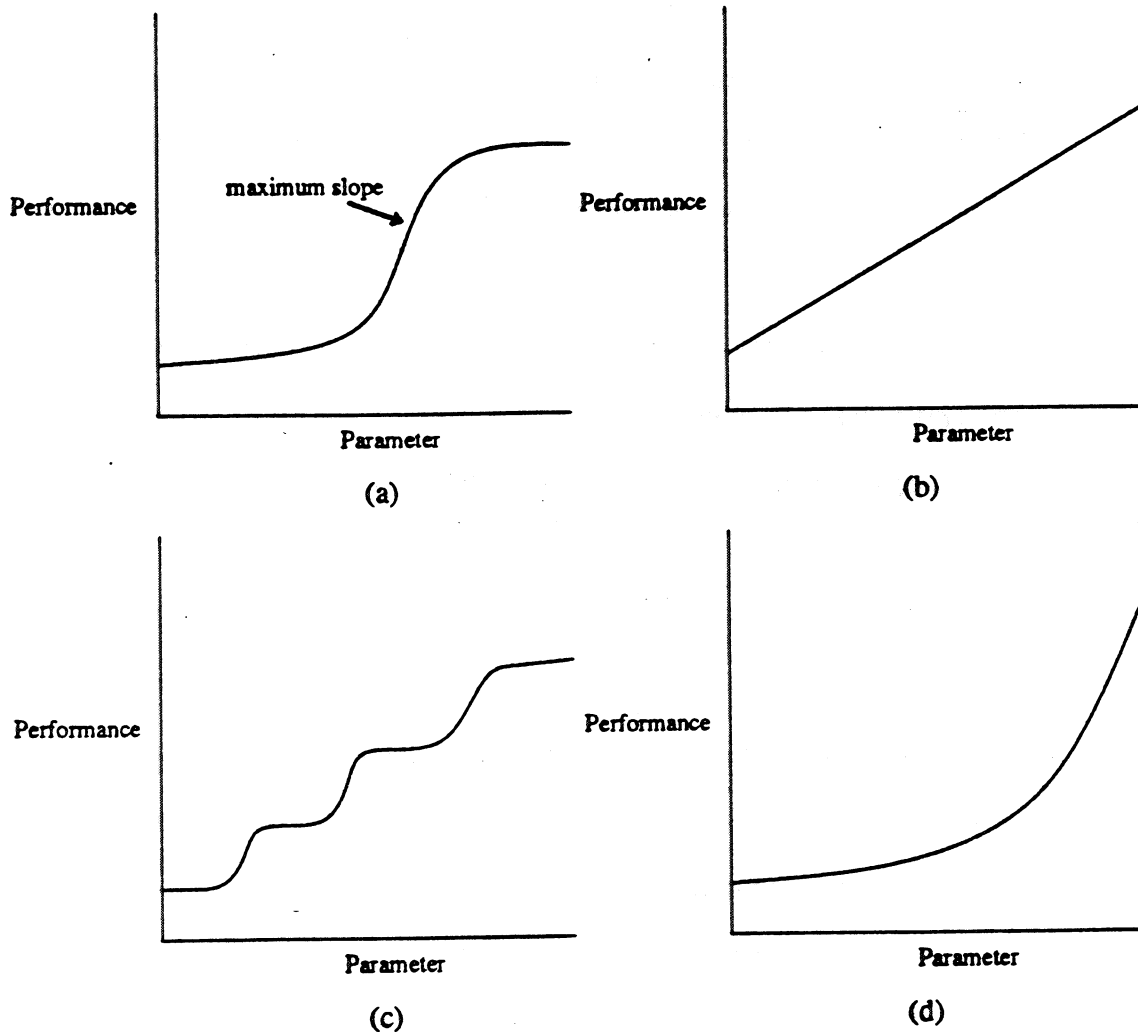 maximum slope
Performance
Parameter
(a)
Performance
Parameter
(b)
Performance
Parameter
(c)
Performance
Parameter
(d)